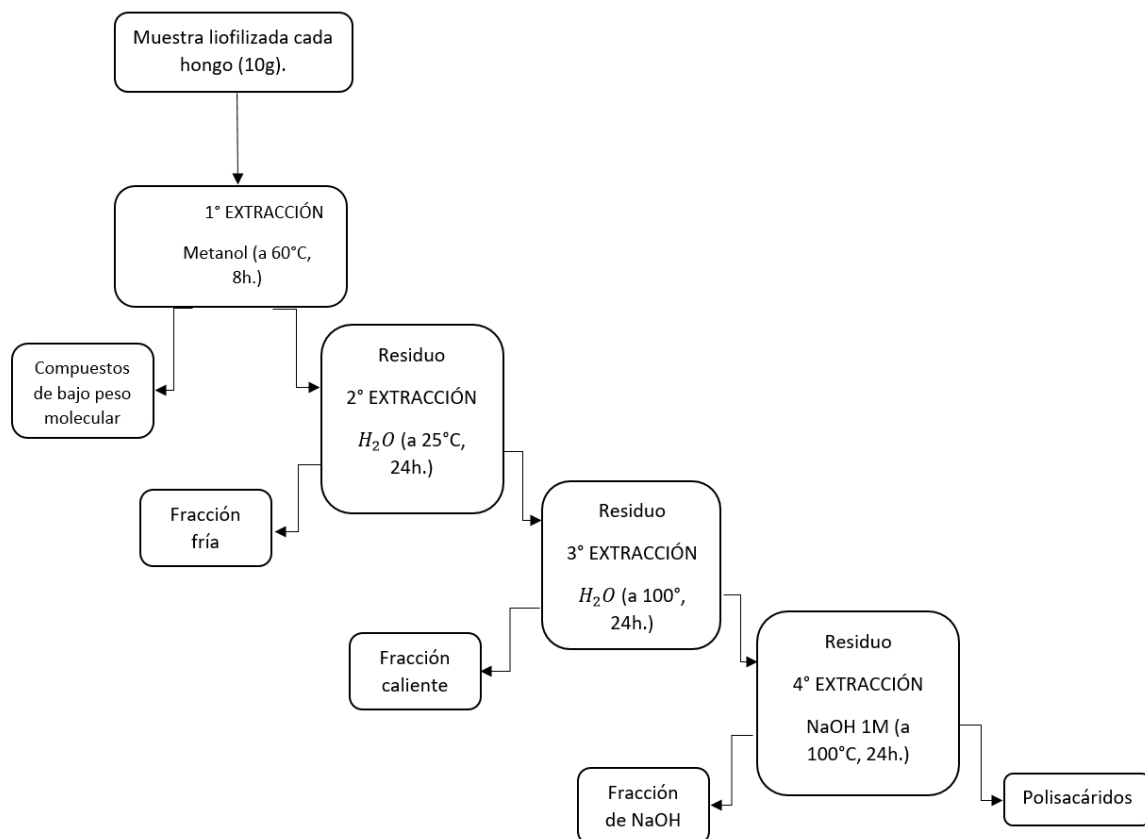 Muestra liofilizada cada
hongo (10g).
1° EXTRACCIÓN
Metanol (a 60°C,
8h.)
Compuestos
de bajo peso
molecular
Residuo
2° EXTRACCIÓN
H₂O (a 25°C,
24h.)
Fracción
fría
Residuo
3° EXTRACCIÓN
H₂O (a 100°,
24h.)
Fracción
caliente
Residuo
4° EXTRACCIÓN
NaOH 1M (a
100°C, 24h.)
Fracción
de NaOH
Polisacáridos